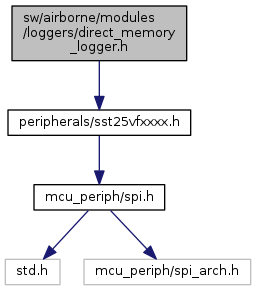 sw/airborne/modules
/loggers/direct_memory
_logger.h
peripherals/sst25vfxxxx.h
mcu_periph/spi.h
std.h
mcu_periph/spi_arch.h